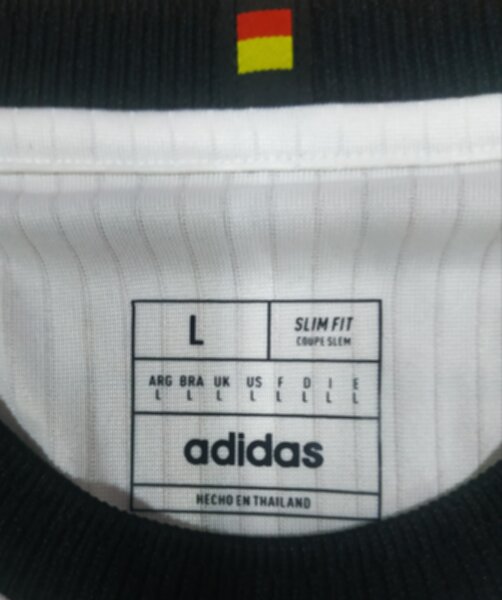 L
SLIM FIT
COUPE SLEM
ARG BRA UK US F D I E
L L L L L L L L
adidas
HECHO EN THAILAND